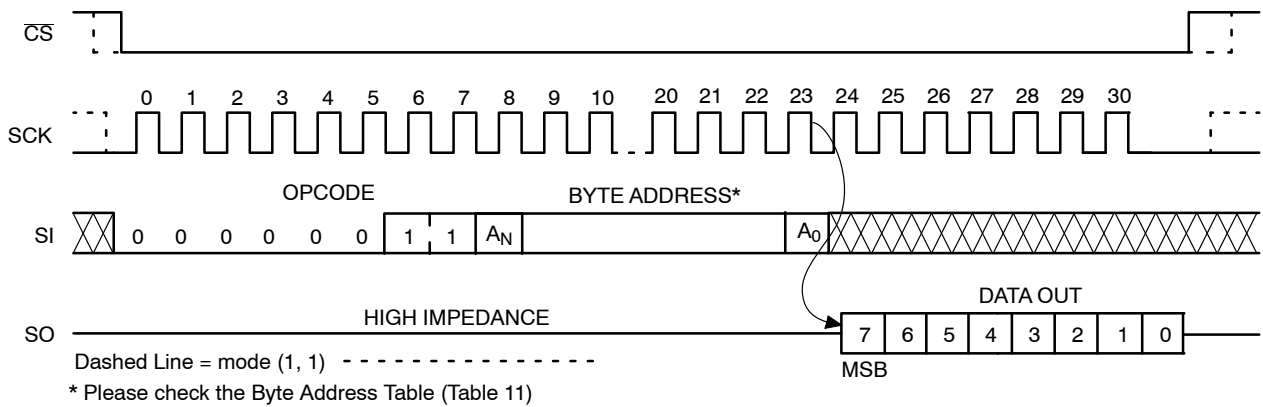 CS
0 1 2 3 4 5 6 7 8 9 10 20 21 22 23 24 25 26 27 28 29 30
SCK
OPCODE BYTE ADDRESS*
SI 0 0 0 0 0 0 1 1 AN A0
DATA OUT
HIGH IMPEDANCE
SO 7 6 5 4 3 2 1 0
Dashed Line = mode (1, 1)
MSB
* Please check the Byte Address Table (Table 11)